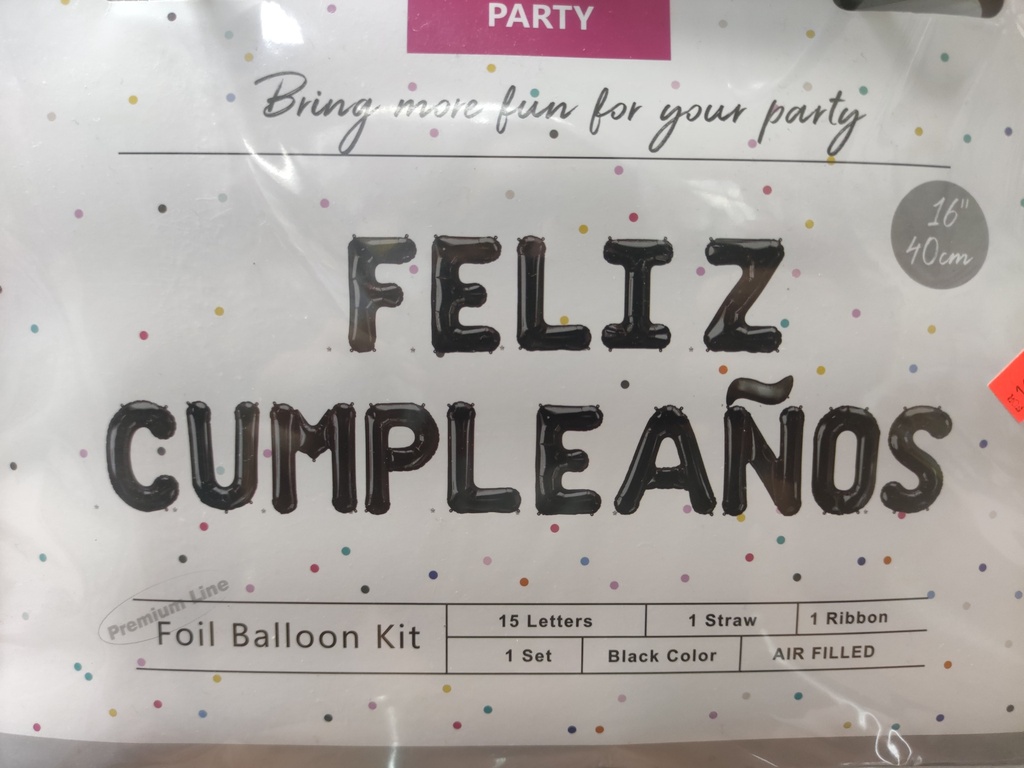 PARTY
Bring more fun for your party
16"
40cm
FELIZ
CUMPLEAÑOS
Premium Line
Foil Balloon Kit
15 Letters
1 Straw
1 Ribbon
1 Set
Black Color
AIR FILLED